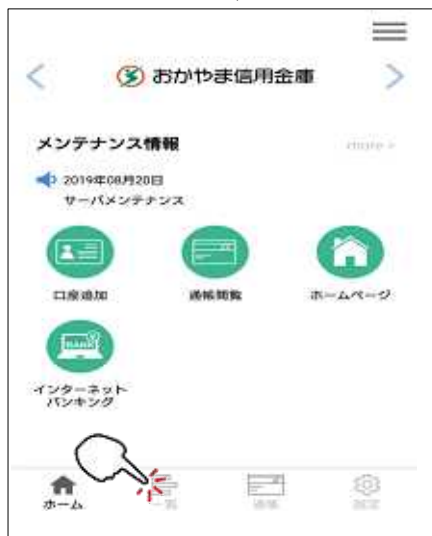 おかやま信用金庫
メンテナンス情報
more >
2019年08月20日
サーバメンテナンス
口座追加
通帳閲覧
ホームページ
BANK
インターネット
バンキング
ホーム
一覧
通帳
設定